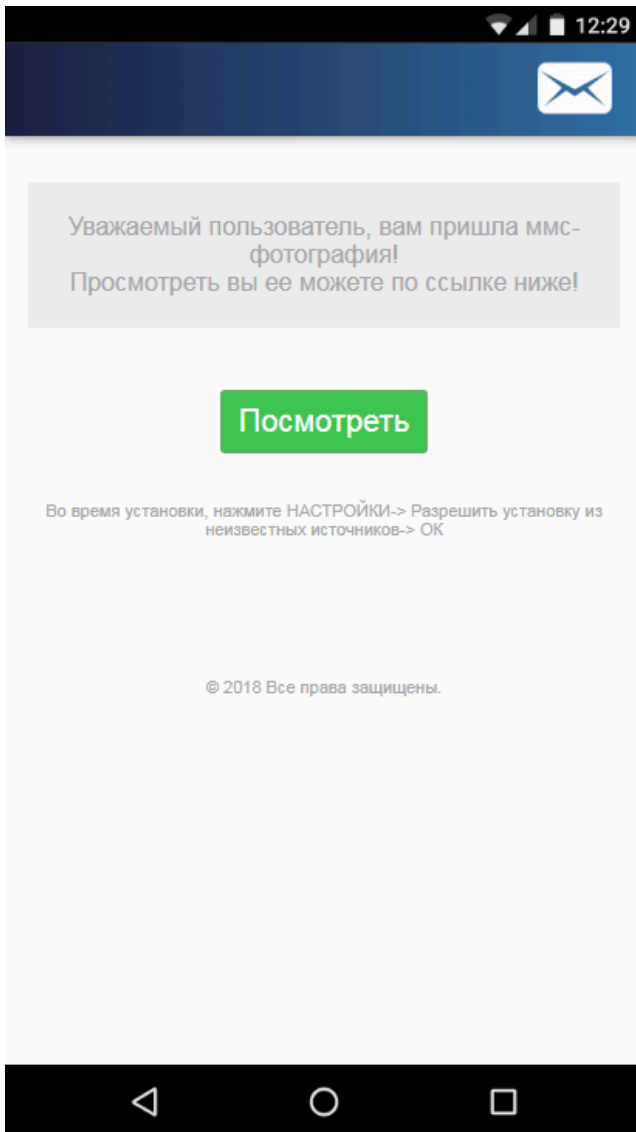 12:29
Уважаемый пользователь, вам пришла ммс-
фотография!
Просмотреть вы ее можете по ссылке ниже!
Посмотреть
Во время установки, нажмите НАСТРОЙКИ-> Разрешить установку из
неизвестных источников-> ОК
© 2018 Все права защищены.